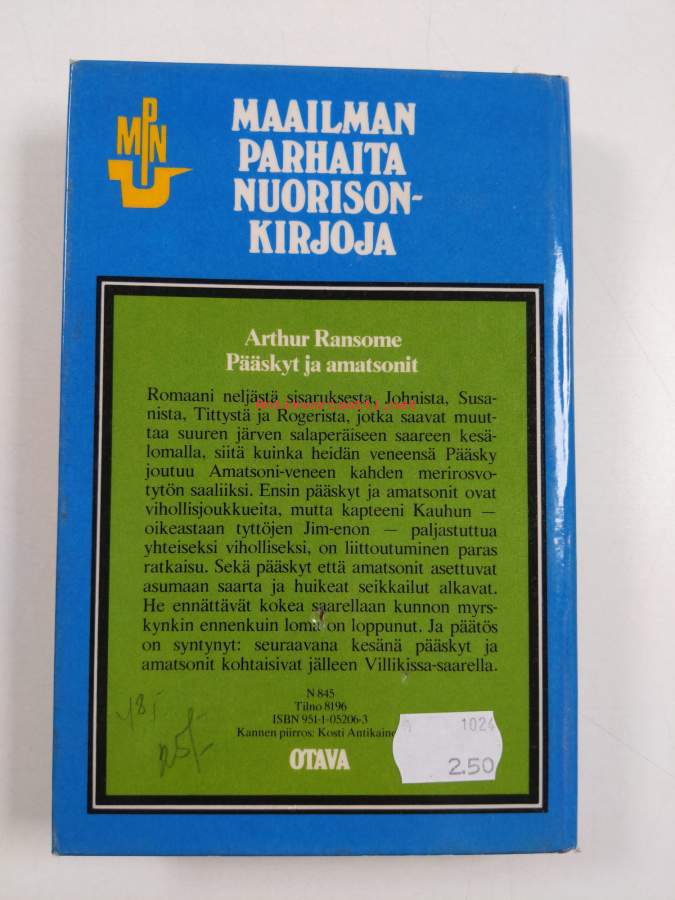 MPN
MAAILMAN
PARHAITA
NUORISON-
KIRJOJA
Arthur Ransome
Pääskyt ja amatsonit
Romaani neljästä sisaruksesta, Johnista, Susa-
nista, Tittystä ja Rogerista, jotka saavat muut-
taa suuren järven salaperäiseen saareen kesä-
lomalla, siitä kuinka heidän veneensä Pääsky
joutuu Amatsoni-veneen kahden merirosvo-
tytön saaliiksi. Ensin pääskyt ja amatsonit ovat
vihollisjoukkueita, mutta kapteeni Kauhun —
oikeastaan tyttöjen Jim-enon — paljastuttua
yhteiseksi viholliseksi, on liittoutuminen paras
ratkaisu. Sekä pääskyt että amatsonit asettuvat
asumaan saarta ja huikeat seikkailut alkavat.
He ennättävät kokea saarellaan kunnon myrs-
kynkin ennenkuin loma on loppunut. Ja päätös
on syntynyt: seuraavana kesänä pääskyt ja
amatsonit kohtaisivat jälleen Villikissa-saarella.
N 845
Tilno 8196
ISBN 951-1-05206-3
Kannen piirros: Kosti Antikaine
OTAVA
1024
2.50
25/-